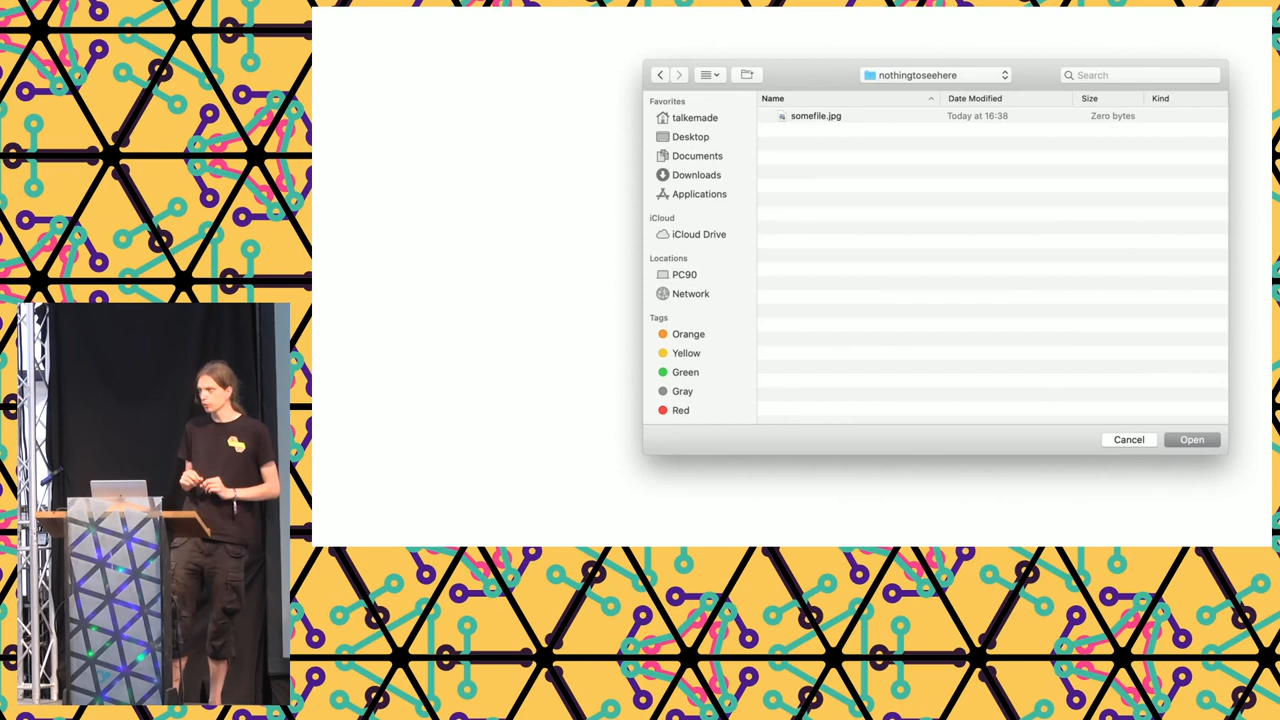 nothingtoseehere
Search
Favorites
Name
Date Modified
Size
Kind
talkemade
somefile.jpg
Today at 16:38
Zero bytes
Desktop
Documents
Downloads
Applications
iCloud
iCloud Drive
Locations
PC90
Network
Tags
Orange
Yellow
Green
Gray
Red
Cancel
Open